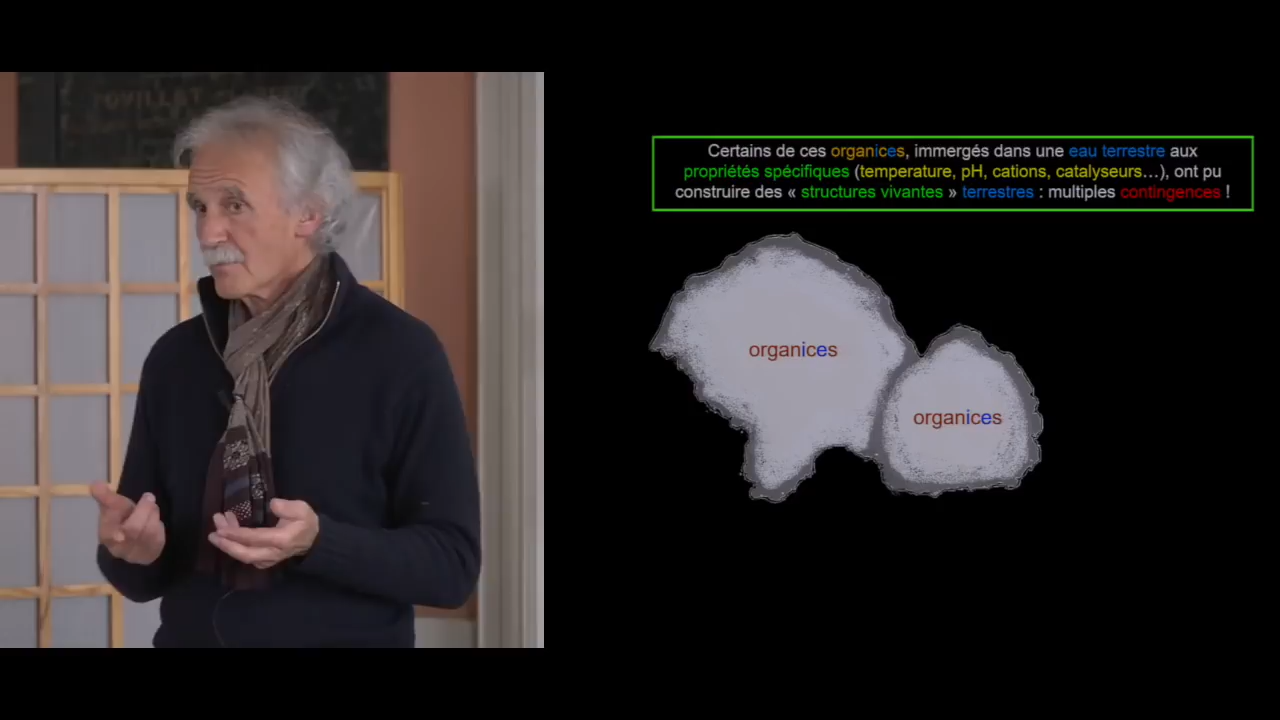 Certains de ces organices, immergés dans une eau terrestre aux
propriétés spécifiques (temperature, pH, cations, catalyseurs…), ont pu
construire des « structures vivantes » terrestres : multiples contingences !
organices
organices